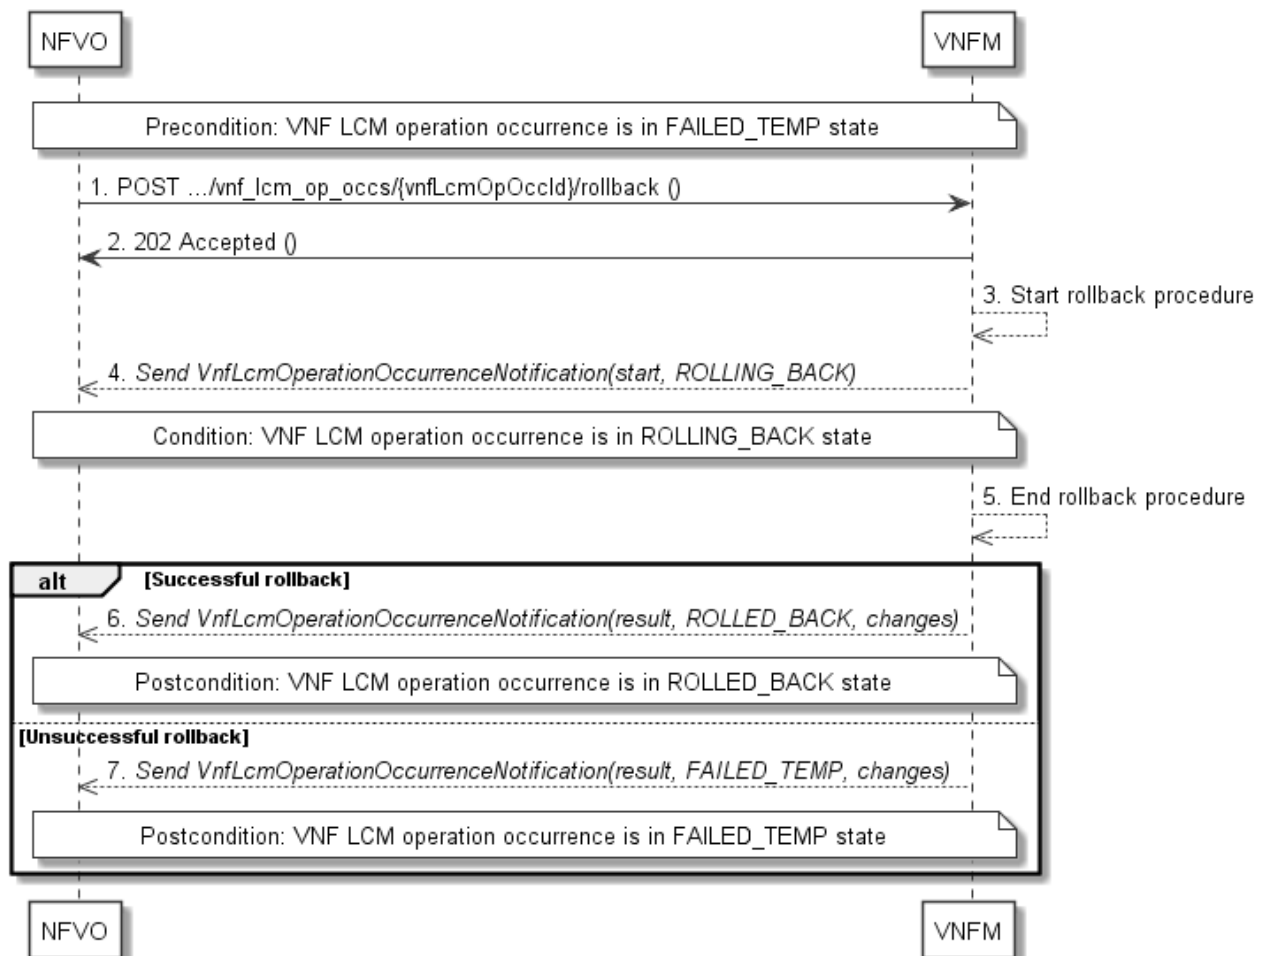 NFVO VNFM
Precondition: VNF LCM operation occurrence is in FAILED_TEMP state
1. POST .../vnf_lcm_op_occs/{vnfLcmOpOccId}/rollback ()
2. 202 Accepted ()
3. Start rollback procedure
4. Send VnfLcmOperationOccurrenceNotification(start, ROLLING_BACK)
Condition: VNF LCM operation occurrence is in ROLLING_BACK state
5. End rollback procedure
alt [Successful rollback]
6. Send VnfLcmOperationOccurrenceNotification(result, ROLLED_BACK, changes)
Postcondition: VNF LCM operation occurrence is in ROLLED_BACK state
[Unsuccessful rollback]
7. Send VnfLcmOperationOccurrenceNotification(result, FAILED_TEMP, changes)
Postcondition: VNF LCM operation occurrence is in FAILED_TEMP state
NFVO VNFM